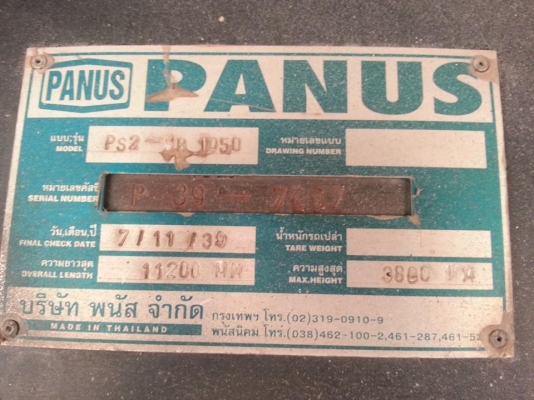 PANUS PANUS
แบบ:รุ่น
MODEL
หมายเลขแบบ
DRAWING NUMBER
หมายเลขคัสซี
SERIAL NUMBER
วัน,เดือน,ปี
FINAL CHECK DATE 7/11/39
น้ำหนักรถเปล่า
TARE WEIGHT
ความยาวสุด
OVERALL LENGTH 11200 MM
ความสูงสุด
MAX.HEIGHT
บริษัท พนัส จำกัด กรุงเทพฯ โทร.(02)319-0910-9
MADE IN THAILAND พนัสนิคม โทร.(038)462-100-2,461-287,461-52